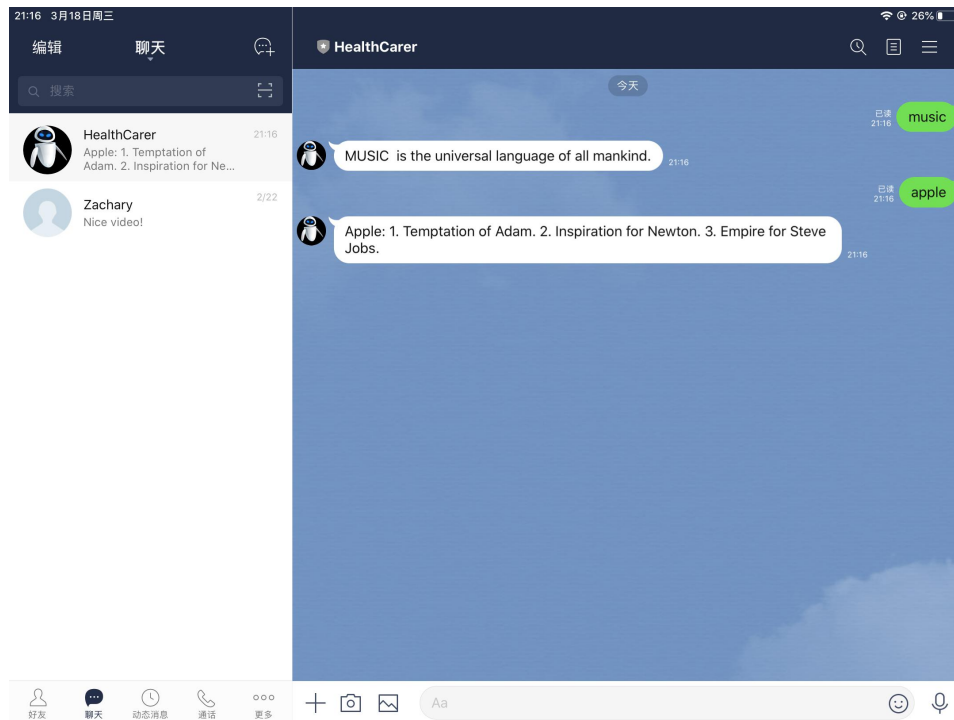 21:16 3月18日周三
26%
编辑
聊天
搜索
HealthCarer
21:16
Apple: 1. Temptation of
Adam. 2. Inspiration for Ne...
Zachary
2/22
Nice video!
好友
聊天
动态消息
通话
更多
HealthCarer
今天
已读
21:16
music
MUSIC is the universal language of all mankind.
21:16
已读
21:16
apple
Apple: 1. Temptation of Adam. 2. Inspiration for Newton. 3. Empire for Steve
Jobs.
21:16
Aa